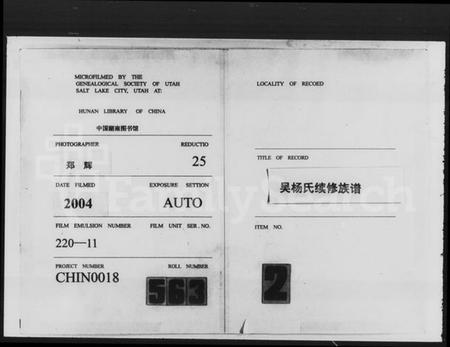 MICROFILMED BY THE
GENEALOGICAL SOCIETY OF UTAH
SALT LAKE CITY, UTAH AT:
HUNAN LIBRARY OF CHINA
中国湖南图书馆
PHOTOGRAPHER REDUCTIO
郑辉 25
DATE FILMED EXPOSURE SETTION
2004 AUTO
FILM EMULSION NUMBER FILM UNIT SER. NO.
220—11
PROJECT NUMBER ROLL NUMBER
CHIN0018 563
LOCALITY OF RECOED
TITLE OF RECORD
吴杨氏续修族谱
ITEM NO.
2
FamilySearch